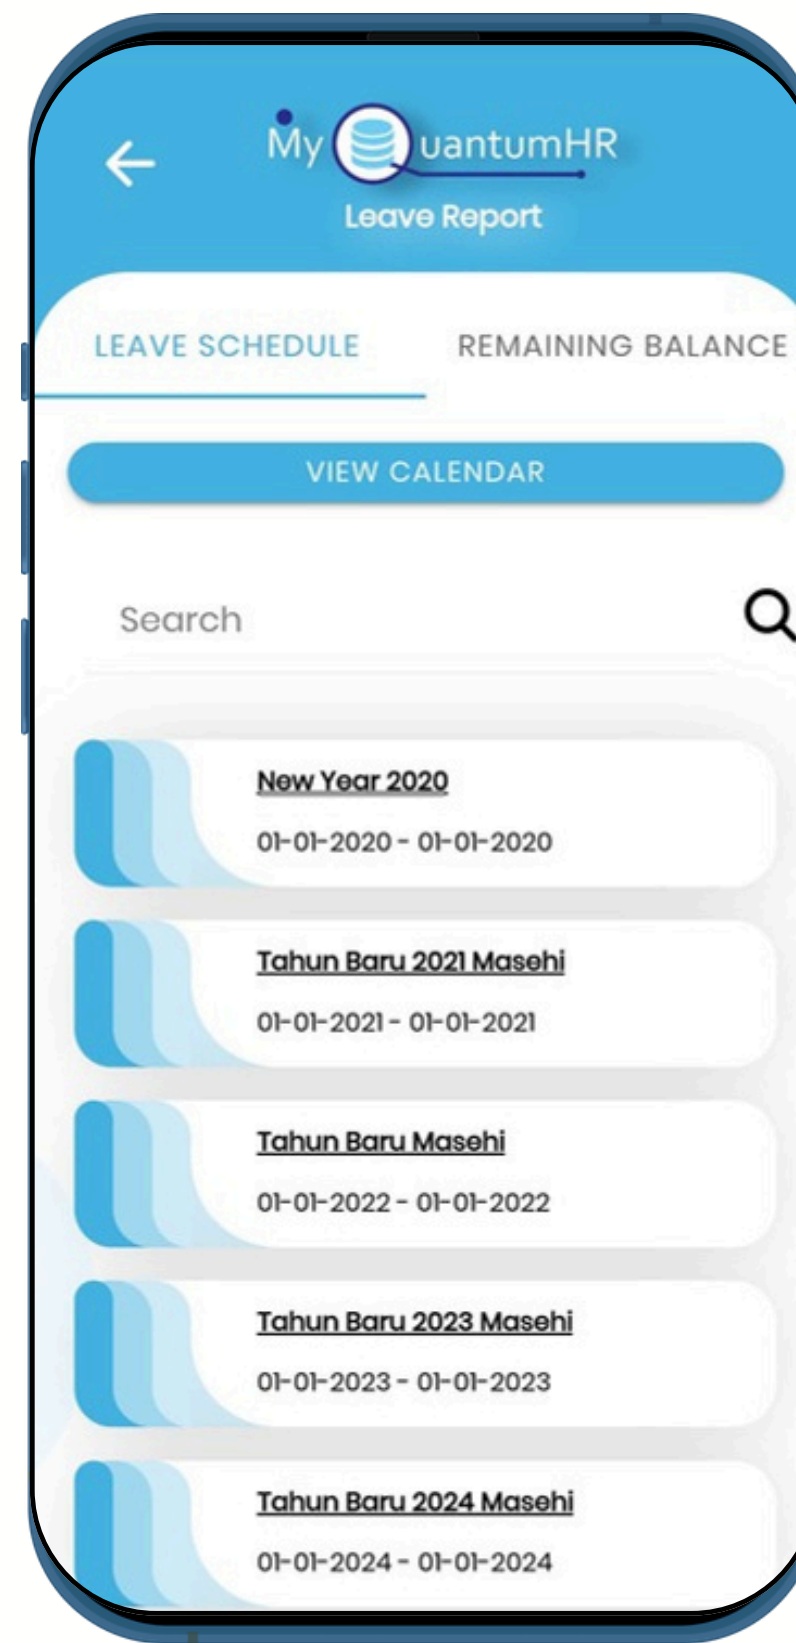 My QuantumHR
Leave Report
LEAVE SCHEDULE REMAINING BALANCE
VIEW CALENDAR
Search
New Year 2020
01-01-2020 - 01-01-2020
Tahun Baru 2021 Masehi
01-01-2021 - 01-01-2021
Tahun Baru Masehi
01-01-2022 - 01-01-2022
Tahun Baru 2023 Masehi
01-01-2023 - 01-01-2023
Tahun Baru 2024 Masehi
01-01-2024 - 01-01-2024